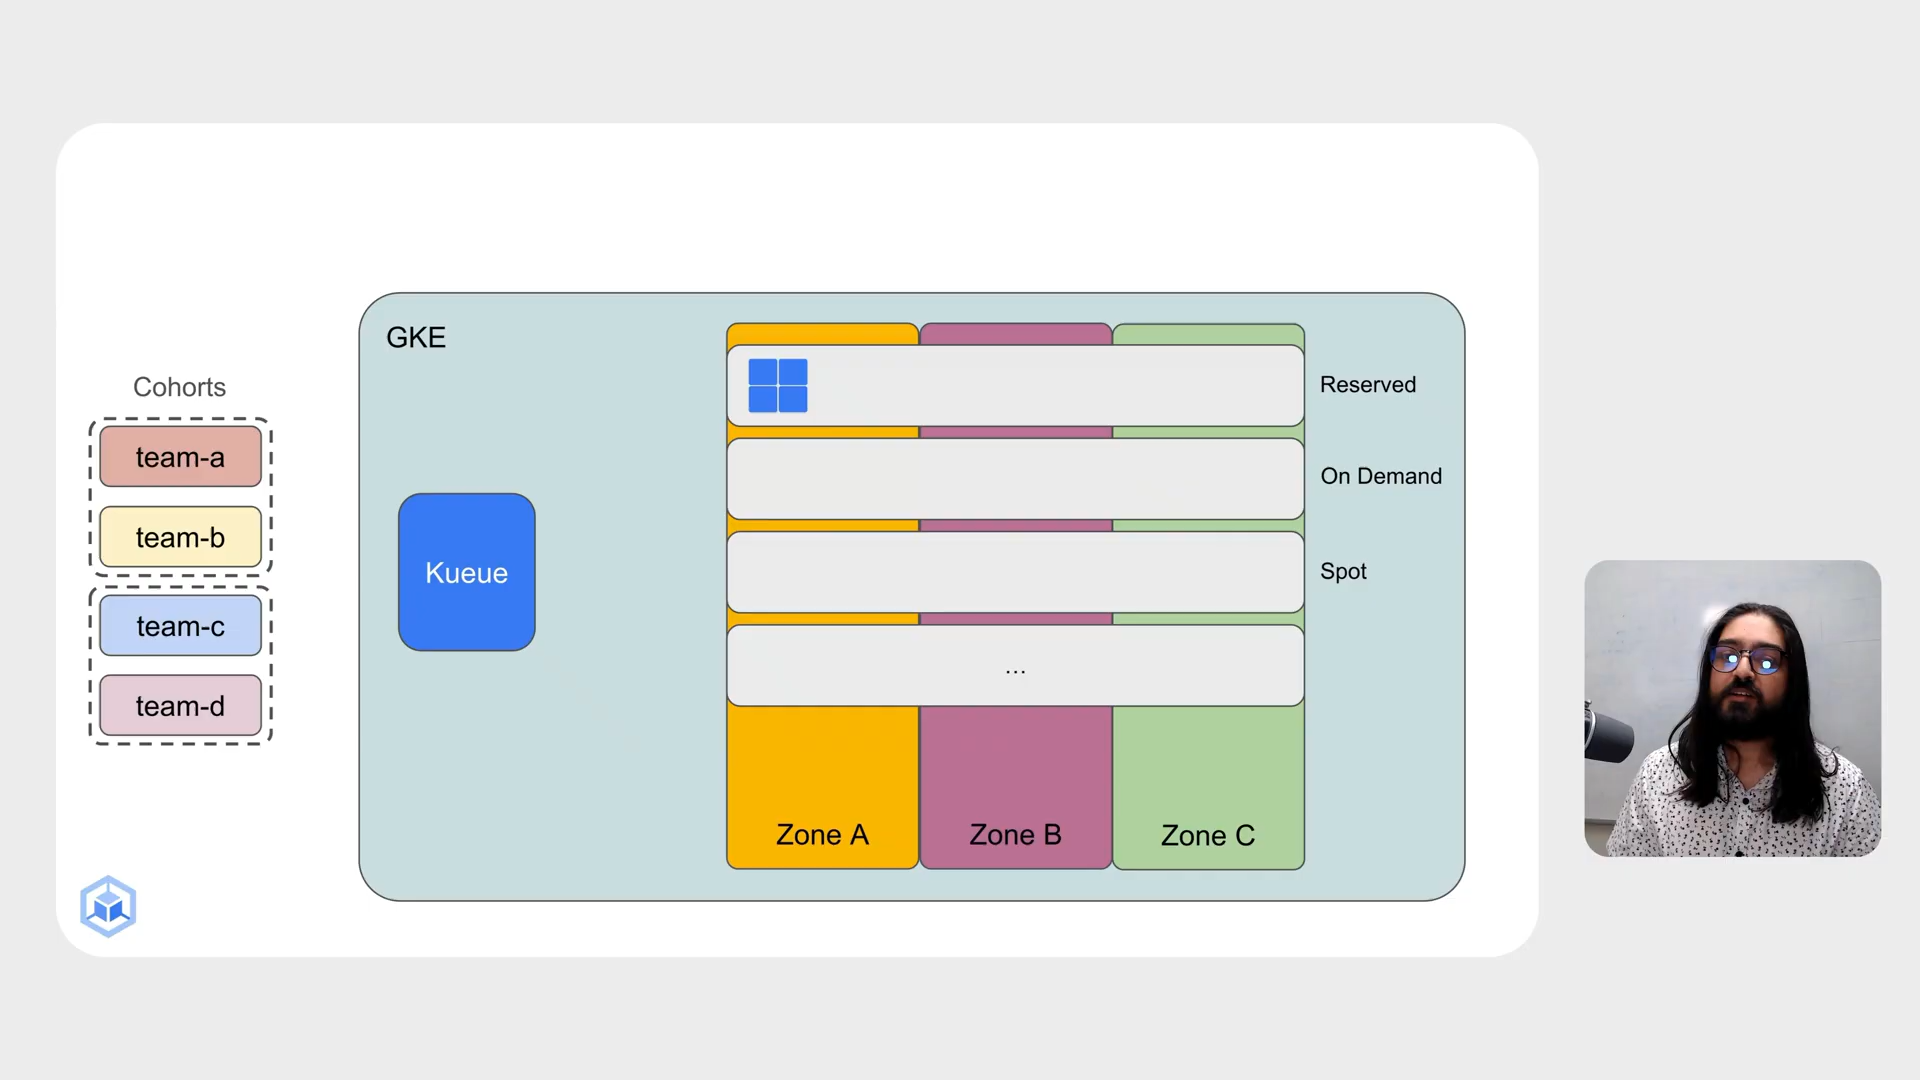 GKE
Cohorts
team-a
team-b
team-c
team-d
Kueue
Reserved
On Demand
Spot
...
Zone A
Zone B
Zone C